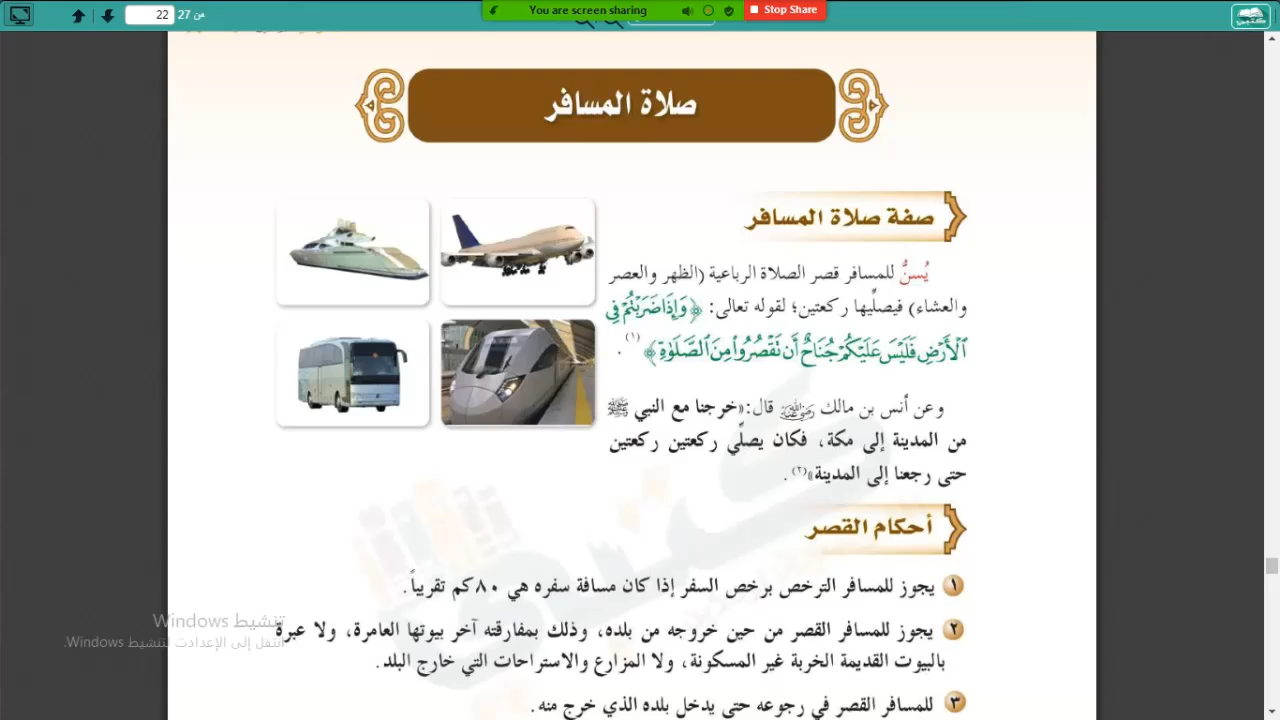 22 من 27
You are screen sharing
Stop Share
صلاة المسافر
صفة صلاة المسافر
يُسنُّ للمسافر قصر الصلاة الرباعية (الظهر والعصر
والعشاء) فيصلِّيها ركعتين؛ لقوله تعالى: ﴿وَإِذَا ضَرَبْتُمْ فِي
الْأَرْضِ فَلَيْسَ عَلَيْكُمْ جُنَاحٌ أَن تَقْصُرُوا۟ مِنَ الصَّلَوٰةِ﴾ (١).
وعن أنس بن مالك رضي الله عنه قال: «خرجنا مع النبي ﷺ
من المدينة إلى مكة، فكان يصلِّي ركعتين ركعتين
حتى رجعنا إلى المدينة» (٢).
أحكام القصر
١ يجوز للمسافر الترخص برخص السفر إذا كان مسافة سفره هي ٨٠كم تقريباً.
٢ يجوز للمسافر القصر من حين خروجه من بلده، وذلك بمفارقته آخر بيوتها العامرة، ولا عبرة
بالبيوت القديمة الخربة غير المسكونة، ولا المزارع والاستراحات التي خارج البلد.
٣ للمسافر القصر في رجوعه حتى يدخل بلده الذي خرج منه.
تنشيط Windows
انتقل إلى الإعدادات لتنشيط Windows.
كتبي